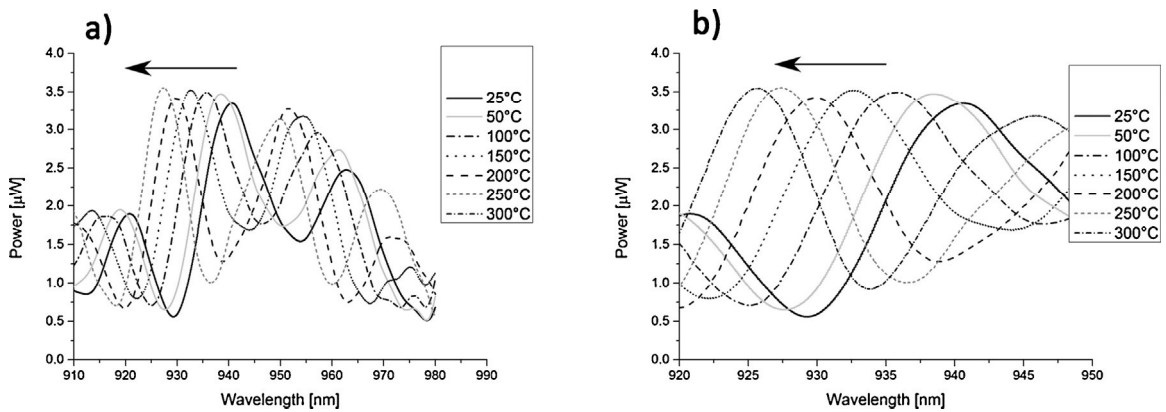 a)
Power [µW]
4.0
3.5
3.0
2.5
2.0
1.5
1.0
0.5
0.0
910 920 930 940 950 960 970 980 990
Wavelength [nm]
25°C
50°C
100°C
150°C
200°C
250°C
300°C
b)
Power [µW]
4.0
3.5
3.0
2.5
2.0
1.5
1.0
0.5
0.0
920 925 930 935 940 945 950
Wavelength [nm]
25°C
50°C
100°C
150°C
200°C
250°C
300°C